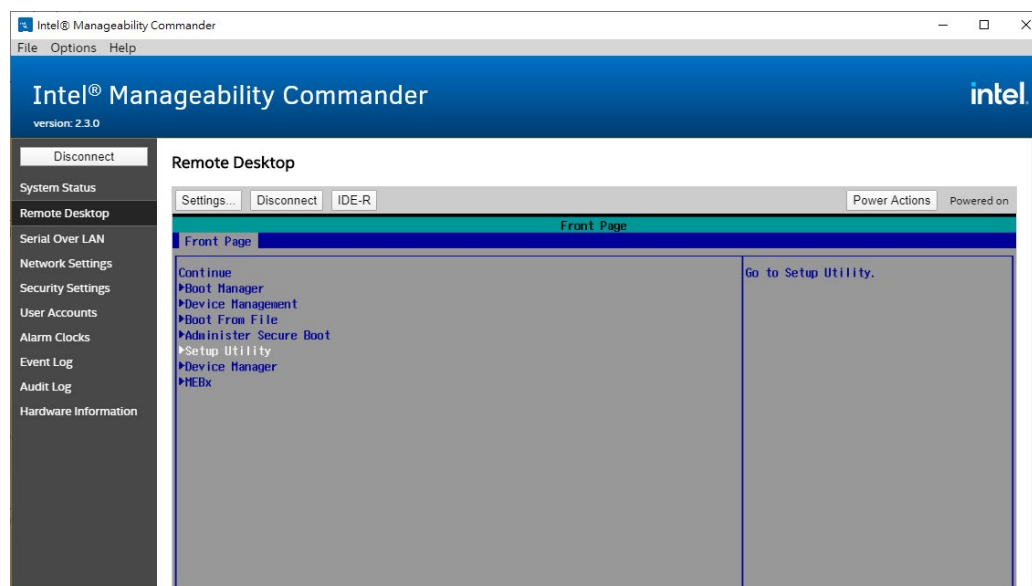 Intel® Manageability Commander
File Options Help
Intel® Manageability Commander
intel.
version: 2.3.0
Disconnect
System Status
Remote Desktop
Serial Over LAN
Network Settings
Security Settings
User Accounts
Alarm Clocks
Event Log
Audit Log
Hardware Information
Remote Desktop
Settings... Disconnect IDE-R Power Actions Powered on
Front Page
Front Page
Continue
Boot Manager
Device Management
Boot From File
Administer Secure Boot
Setup Utility
Device Manager
MEBx
Go to Setup Utility.